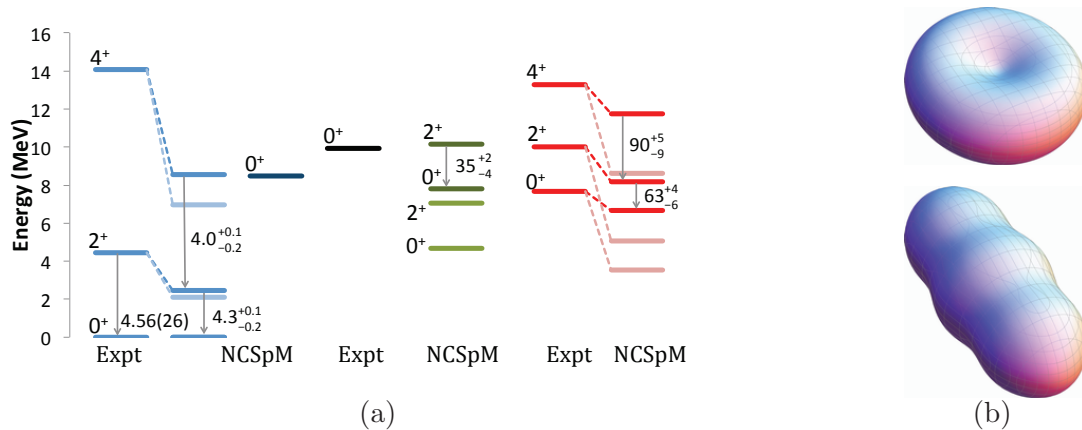 16
14
12
10
8
6
4
2
0
Energy (MeV)
4⁺
2⁺
0⁺
4.56(26)
4.0 +0.1 −0.2
4.3 +0.1 −0.2
0⁺
0⁺
2⁺
0⁺
2⁺
0⁺
35 +2 −4
4⁺
2⁺
0⁺
90 +5 −9
63 +4 −6
Expt NCSpM Expt NCSpM Expt NCSpM
(a) (b)